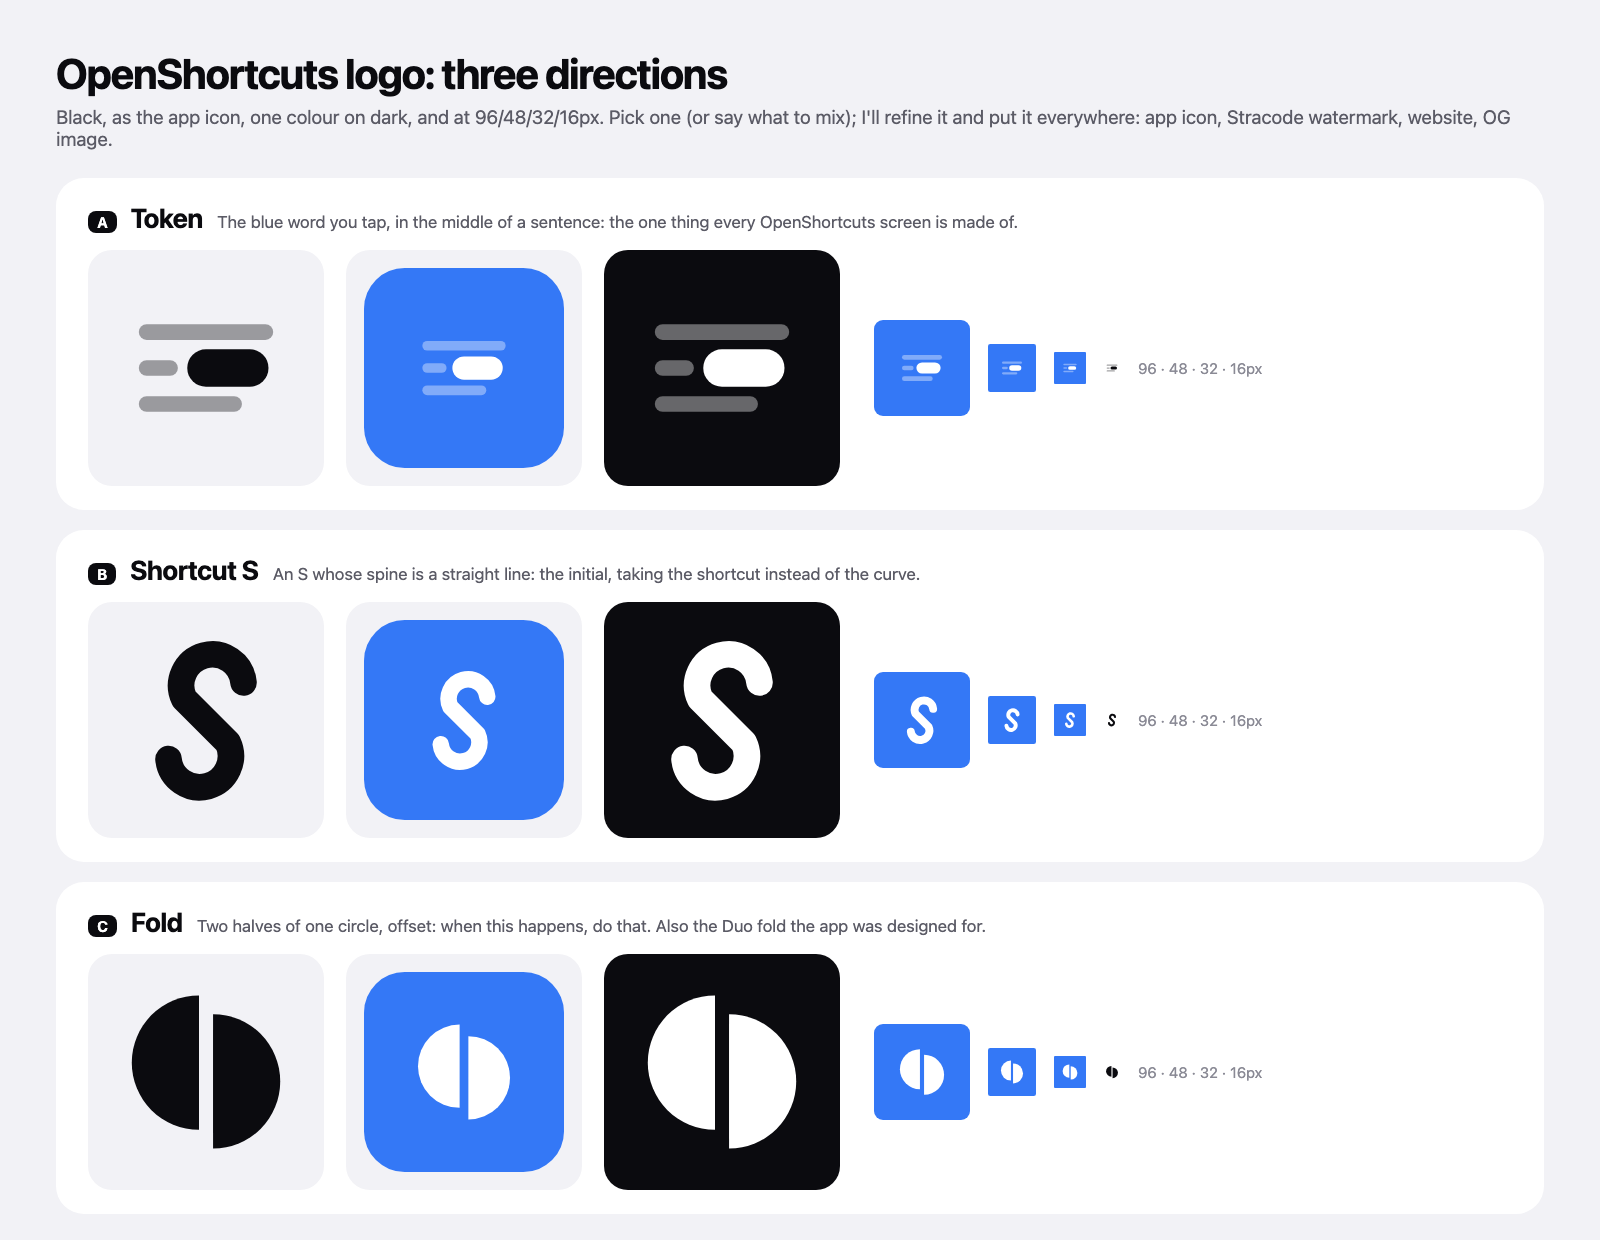 OpenShortcuts logo: three directions
Black, as the app icon, one colour on dark, and at 96/48/32/16px. Pick one (or say what to mix); I'll refine it and put it everywhere: app icon, Stracode watermark, website, OG
image.
A Token The blue word you tap, in the middle of a sentence: the one thing every OpenShortcuts screen is made of.
96 · 48 · 32 · 16px
B Shortcut S An S whose spine is a straight line: the initial, taking the shortcut instead of the curve.
96 · 48 · 32 · 16px
C Fold Two halves of one circle, offset: when this happens, do that. Also the Duo fold the app was designed for.
96 · 48 · 32 · 16px